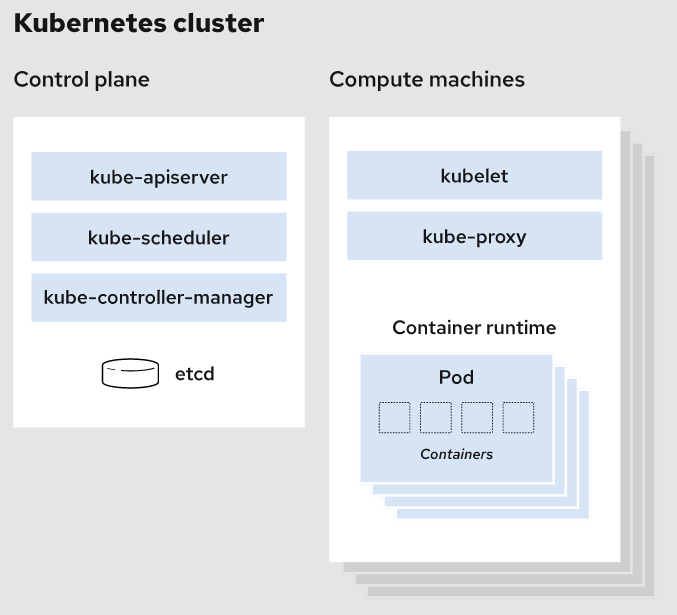 Kubernetes cluster
Control plane
kube-apiserver
kube-scheduler
kube-controller-manager
etcd
Compute machines
kubelet
kube-proxy
Container runtime
Pod
Containers